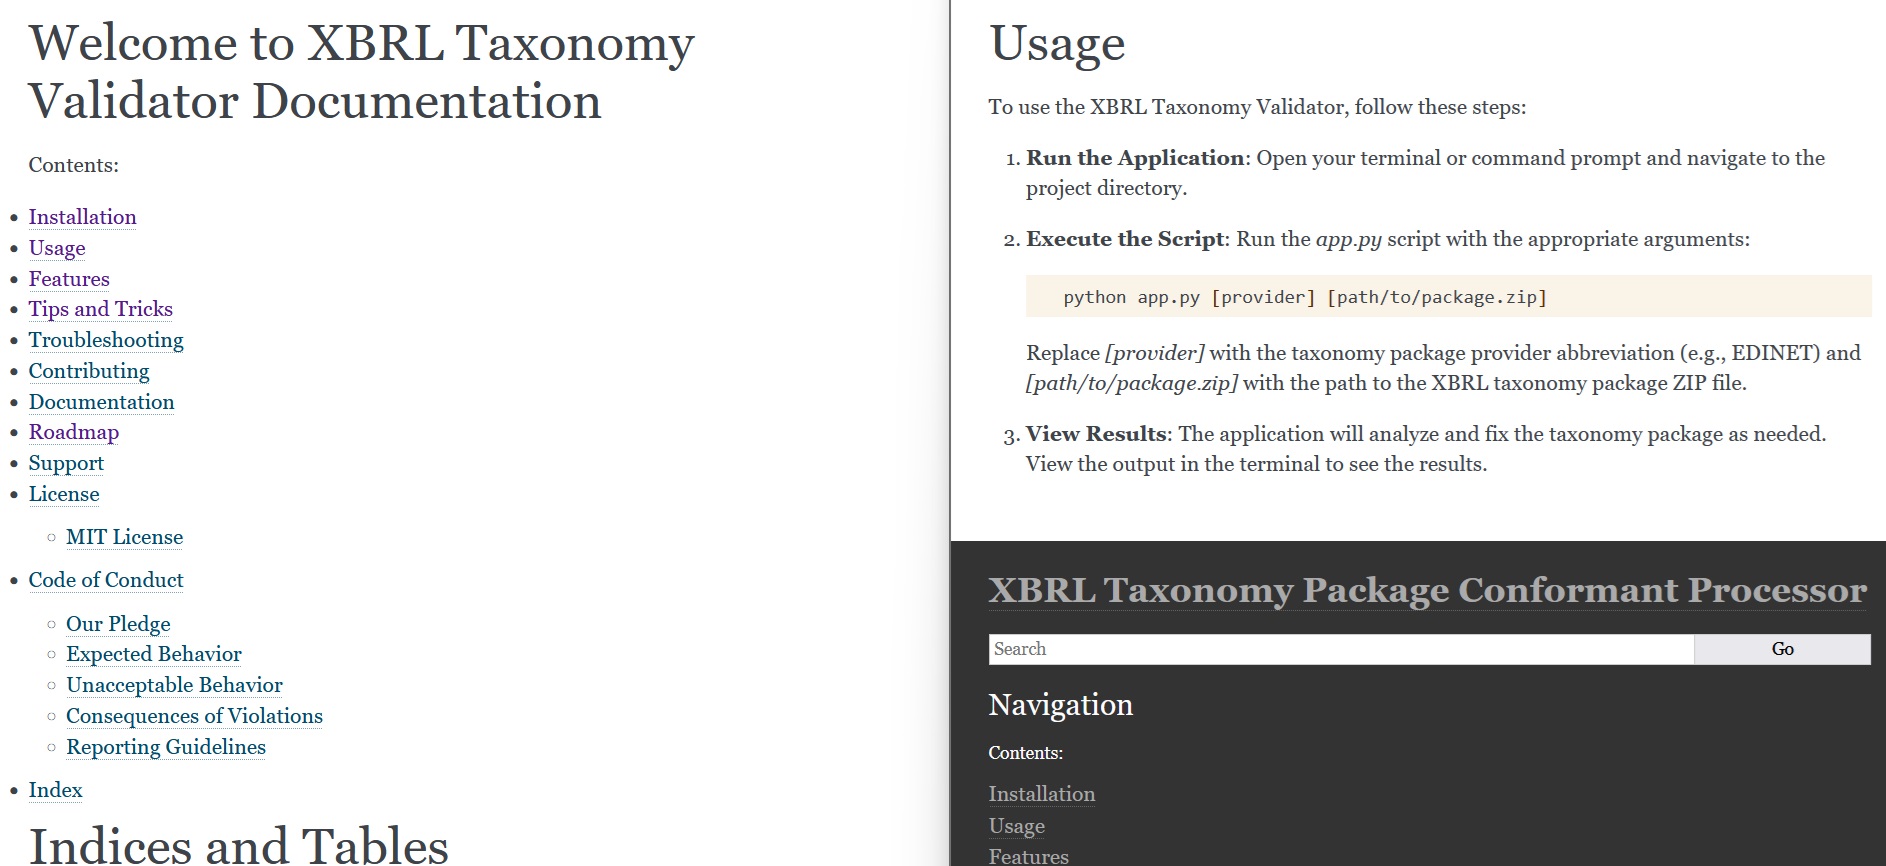 Welcome to XBRL Taxonomy
Validator Documentation
Contents:
Installation
Usage
Features
Tips and Tricks
Troubleshooting
Contributing
Documentation
Roadmap
Support
License
MIT License
Code of Conduct
Our Pledge
Expected Behavior
Unacceptable Behavior
Consequences of Violations
Reporting Guidelines
Index
Indices and Tables
Usage
To use the XBRL Taxonomy Validator, follow these steps:
1. Run the Application: Open your terminal or command prompt and navigate to the
project directory.
2. Execute the Script: Run the app.py script with the appropriate arguments:
python app.py [provider] [path/to/package.zip]
Replace [provider] with the taxonomy package provider abbreviation (e.g., EDINET) and
[path/to/package.zip] with the path to the XBRL taxonomy package ZIP file.
3. View Results: The application will analyze and fix the taxonomy package as needed.
View the output in the terminal to see the results.
XBRL Taxonomy Package Conformant Processor
Search
Go
Navigation
Contents:
Installation
Usage
Features